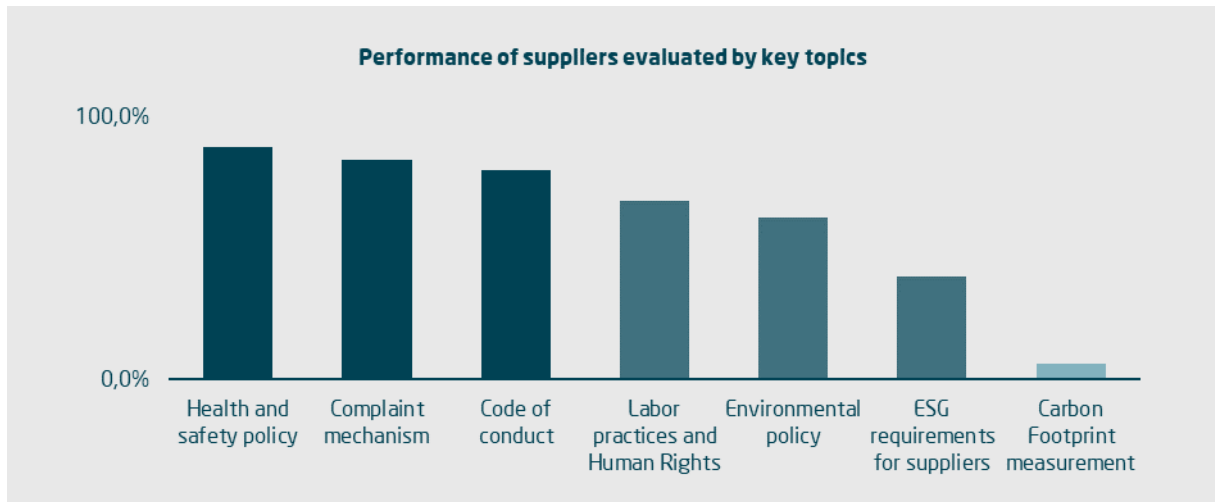 Performance of suppliers evaluated by key topics
100,0%
0,0%
Health and
safety policy
Complaint
mechanism
Code of
conduct
Labor
practices and
Human Rights
Environmental
policy
ESG
requirements
for suppliers
Carbon
Footprint
measurement